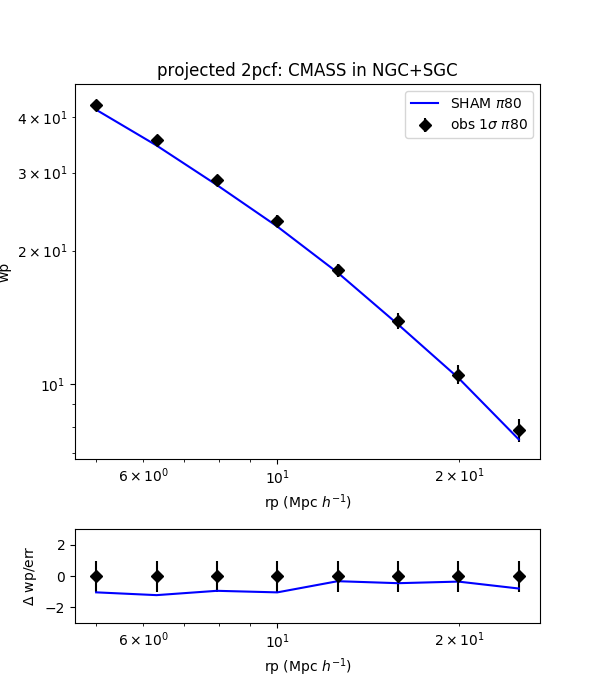 projected 2pcf: CMASS in NGC+SGC
SHAM π80
obs 1σ π80
4 × 10¹
3 × 10¹
2 × 10¹
10¹
wp
6 × 10⁰
10¹
2 × 10¹
rp (Mpc h⁻¹)
2
0
−2
Δ wp/err
6 × 10⁰
10¹
2 × 10¹
rp (Mpc h⁻¹)